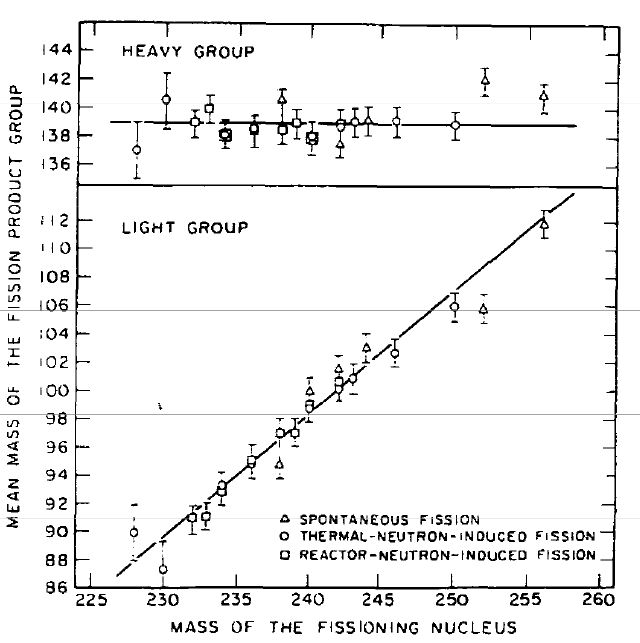 HEAVY GROUP
144
142
140
138
136
LIGHT GROUP
112
110
108
106
104
102
100
98
96
94
92
90
88
86
225 230 235 240 245 250 255 260
MEAN MASS OF THE FISSION PRODUCT GROUP
SPONTANEOUS FISSION
THERMAL-NEUTRON-INDUCED FISSION
REACTOR-NEUTRON-INDUCED FISSION
MASS OF THE FISSIONING NUCLEUS